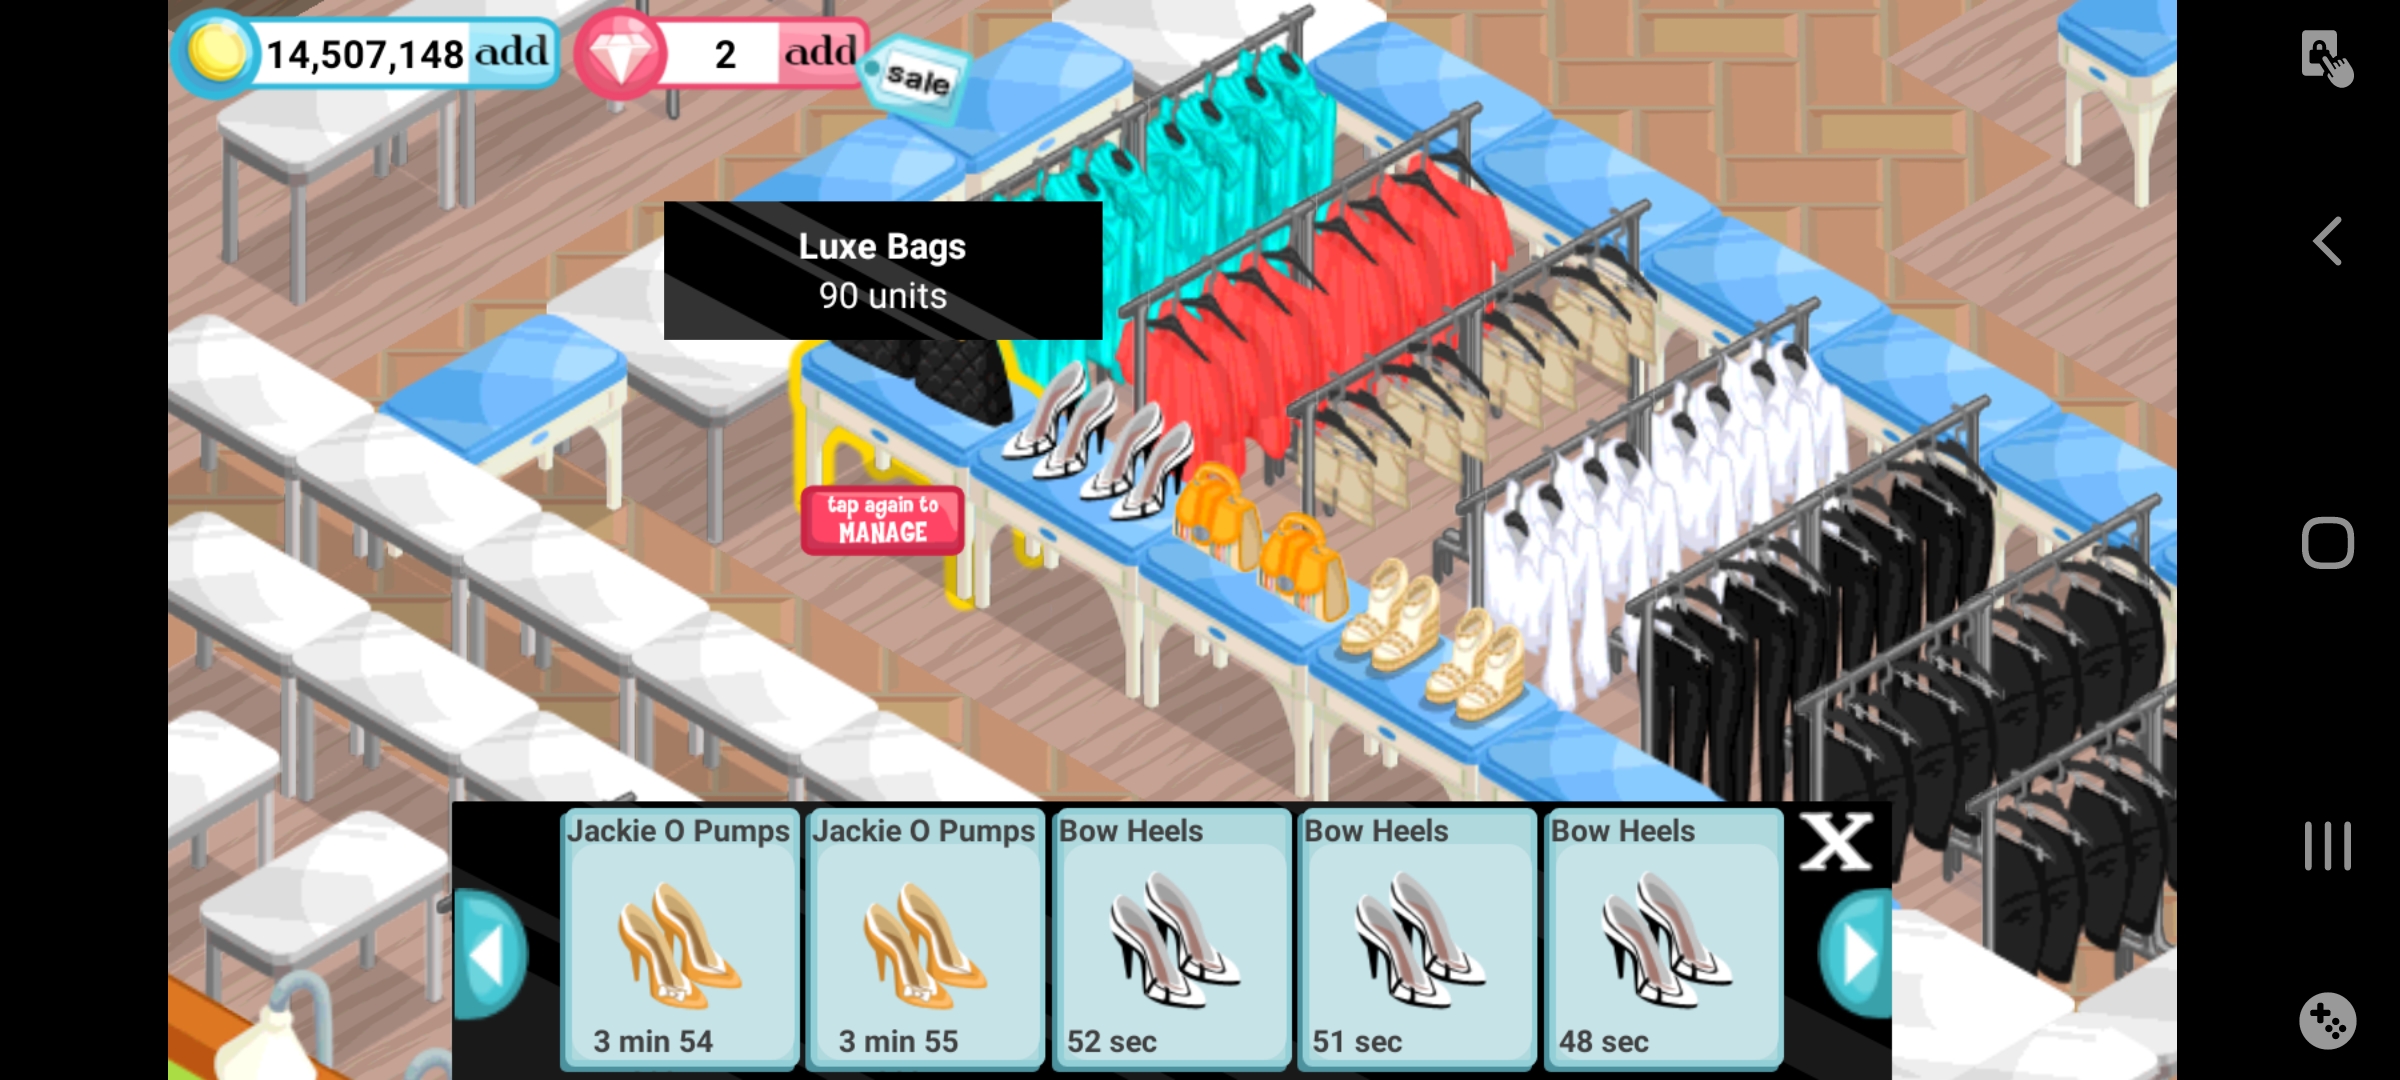 14,507,148 add
2 add
sale
Luxe Bags
90 units
tap again to
MANAGE
Jackie O Pumps
3 min 54
Jackie O Pumps
3 min 55
Bow Heels
52 sec
Bow Heels
51 sec
Bow Heels
48 sec
X